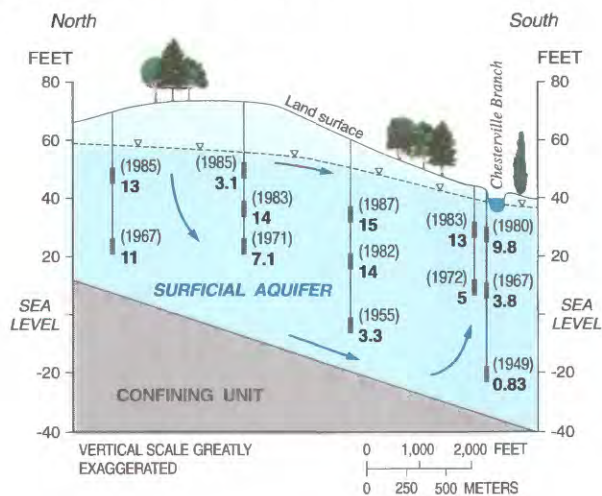 North
South
FEET
FEET
80
80
60
60
40
40
20
20
SEA LEVEL
SEA LEVEL
-20
-20
-40
-40
Land surface
Chesterville Branch
(1985)
13
(1967)
11
(1985)
3.1
(1983)
14
(1971)
7.1
(1987)
15
(1982)
14
(1955)
3.3
(1983)
13
(1972)
5
(1980)
9.8
(1967)
3.8
(1949)
0.83
SURFICIAL AQUIFER
CONFINING UNIT
VERTICAL SCALE GREATLY
EXAGGERATED
0 1,000 2,000 FEET
0 250 500 METERS